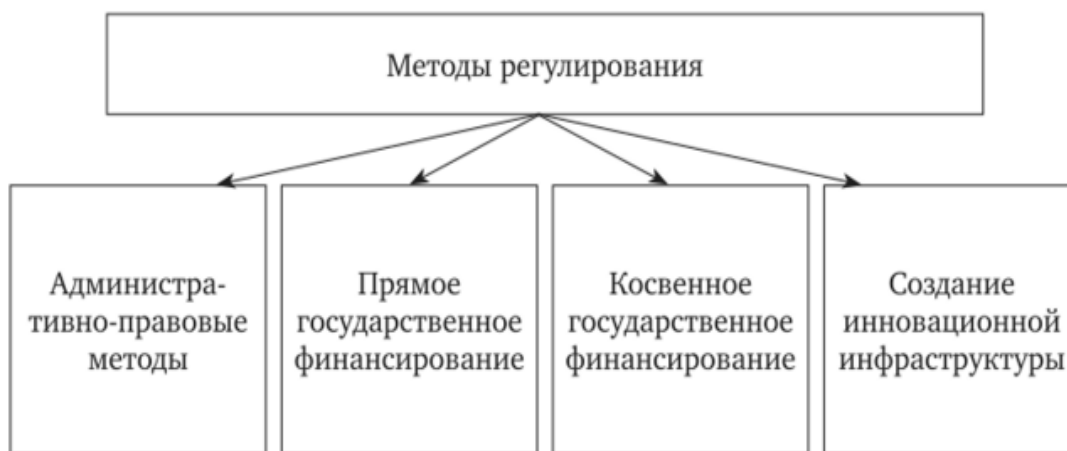 Методы регулирования
Администра-
тивно-правовые
методы
Прямое
государственное
финансирование
Косвенное
государственное
финансирование
Создание
инновационной
инфраструктуры